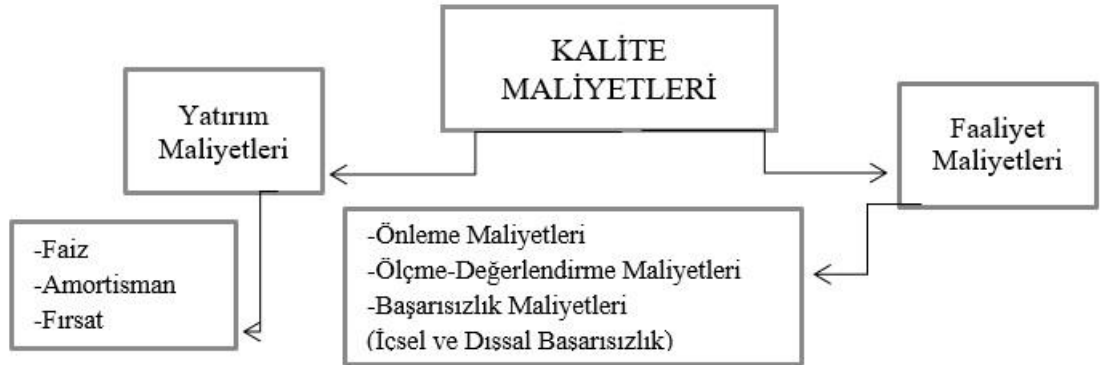 KALİTE
MALİYETLERİ
Yatırım
Maliyetleri
Faaliyet
Maliyetleri
-Faiz
-Amortisman
-Fırsat
-Önleme Maliyetleri
-Ölçme-Değerlendirme Maliyetleri
-Başarısızlık Maliyetleri
(İçsel ve Dışsal Başarısızlık)